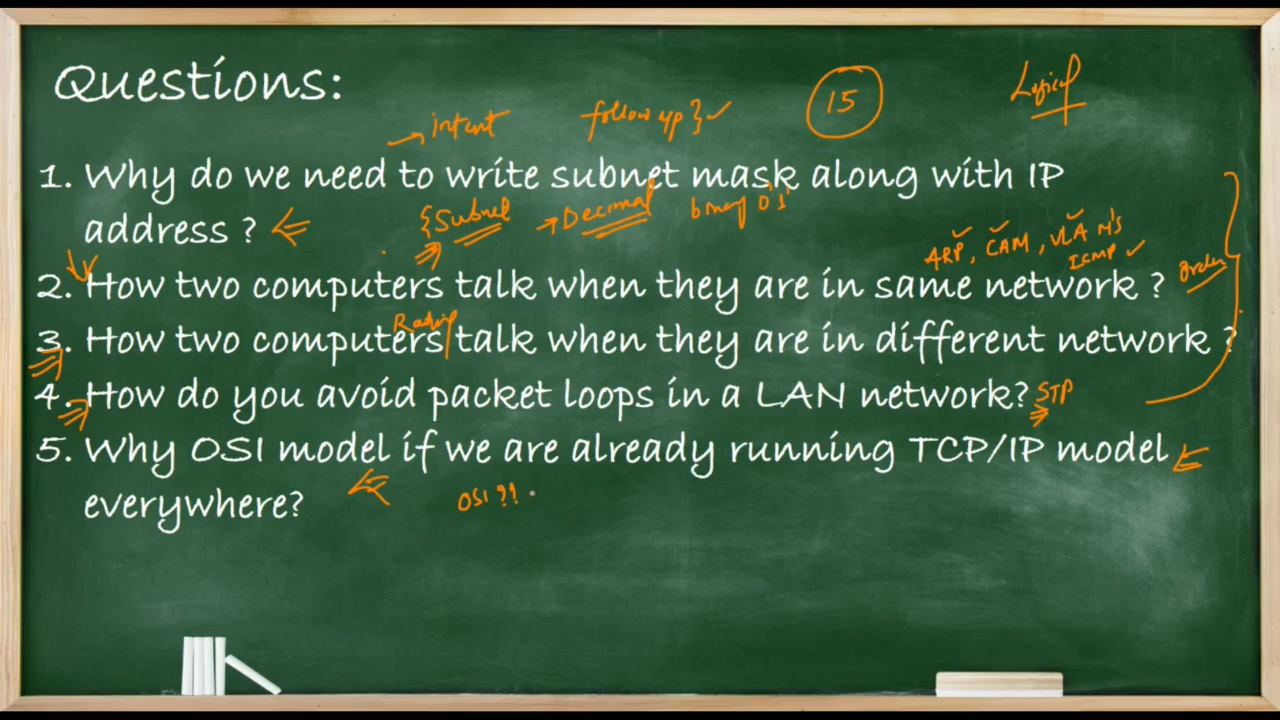 Questions:
Logical
15
intent
follow up } ✓
1. Why do we need to write subnet mask along with IP
address ?
{Subnet
Decimal
binary 0's 1
ARP, CAM, VLAN's
ICMP ✓
2. How two computers talk when they are in same network ?
order
3. How two computers talk when they are in different network ?
4. How do you avoid packet loops in a LAN network?
STP
5. Why OSI model if we are already running TCP/IP model
everywhere?
OSI ??